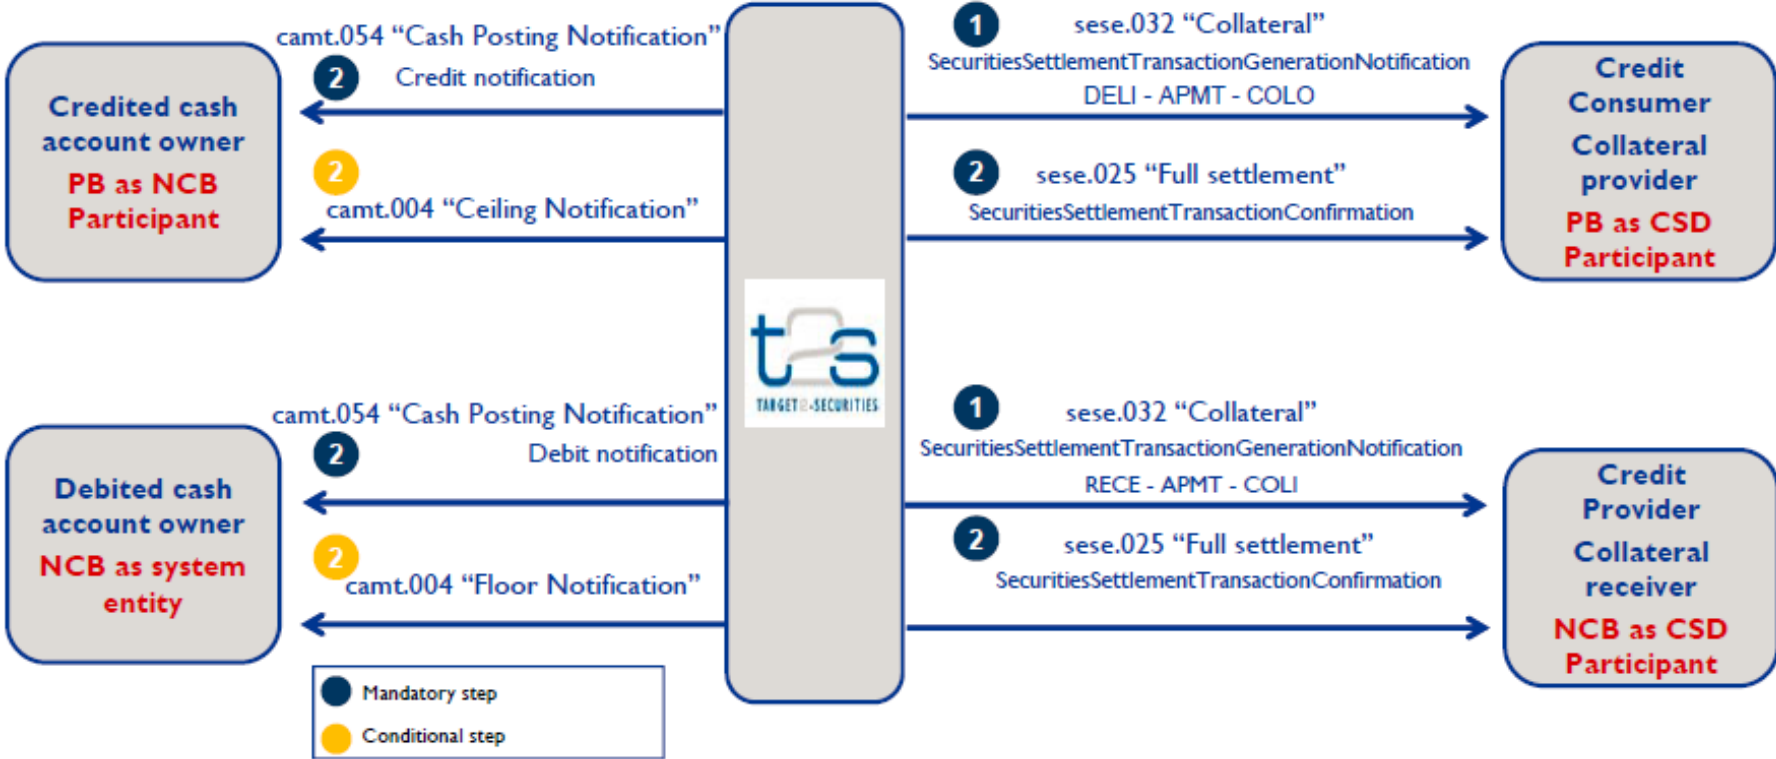 camt.054 “Cash Posting Notification”
2
Credit notification
Credited cash
account owner
PB as NCB
Participant
2
camt.004 “Ceiling Notification”
1
sese.032 “Collateral”
SecuritiesSettlementTransactionGenerationNotification
DELI - APMT - COLO
2
sese.025 “Full settlement”
SecuritiesSettlementTransactionConfirmation
Credit
Consumer
Collateral
provider
PB as CSD
Participant
t2s
TARGET2-SECURITIES
camt.054 “Cash Posting Notification”
2
Debit notification
Debited cash
account owner
NCB as system
entity
2
camt.004 “Floor Notification”
1
sese.032 “Collateral”
SecuritiesSettlementTransactionGenerationNotification
RECE - APMT - COLI
2
sese.025 “Full settlement”
SecuritiesSettlementTransactionConfirmation
Credit
Provider
Collateral
receiver
NCB as CSD
Participant
Mandatory step
Conditional step